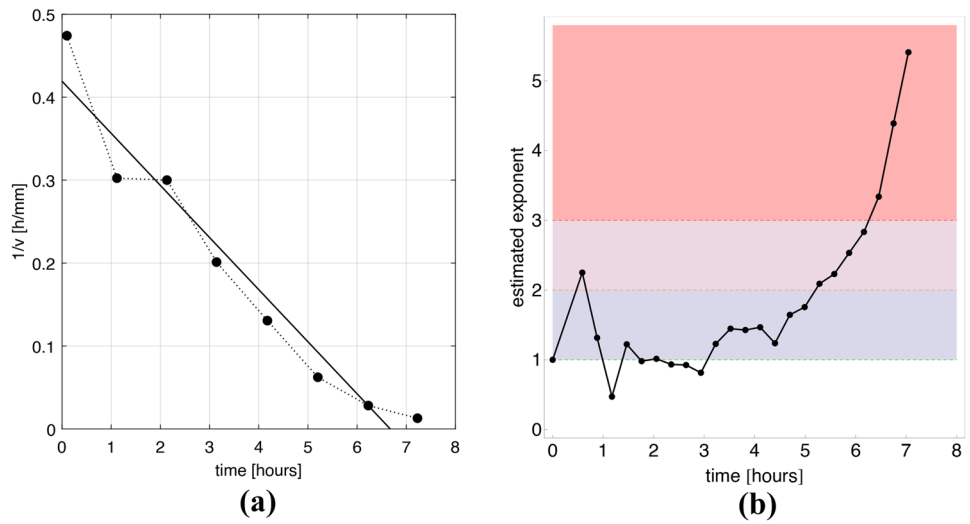 0.5
0.4
0.3
0.2
0.1
0
1/v [h/mm]
0 1 2 3 4 5 6 7 8
time [hours]
(a)
5
4
3
2
1
0
estimated exponent
0 1 2 3 4 5 6 7 8
time [hours]
(b)